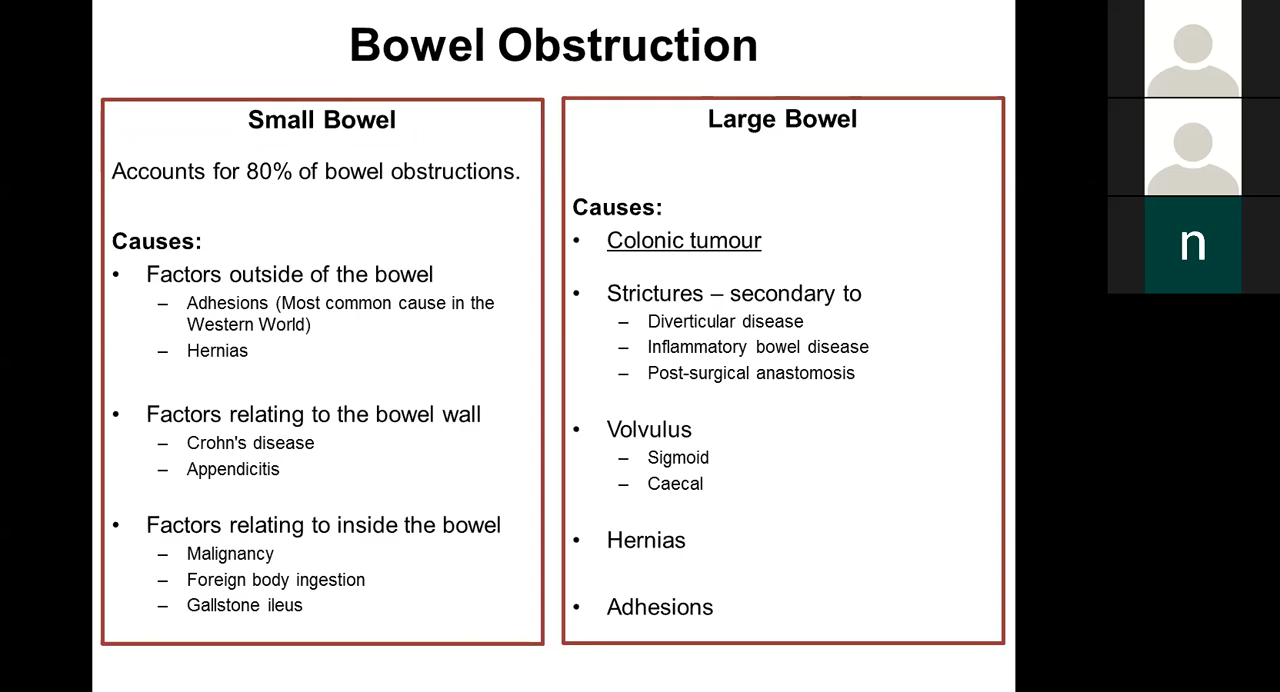 Bowel Obstruction
Small Bowel
Accounts for 80% of bowel obstructions.
Causes:
• Factors outside of the bowel
– Adhesions (Most common cause in the
Western World)
– Hernias
• Factors relating to the bowel wall
– Crohn's disease
– Appendicitis
• Factors relating to inside the bowel
– Malignancy
– Foreign body ingestion
– Gallstone ileus
Large Bowel
Causes:
• Colonic tumour
• Strictures – secondary to
– Diverticular disease
– Inflammatory bowel disease
– Post-surgical anastomosis
• Volvulus
– Sigmoid
– Caecal
• Hernias
• Adhesions
n